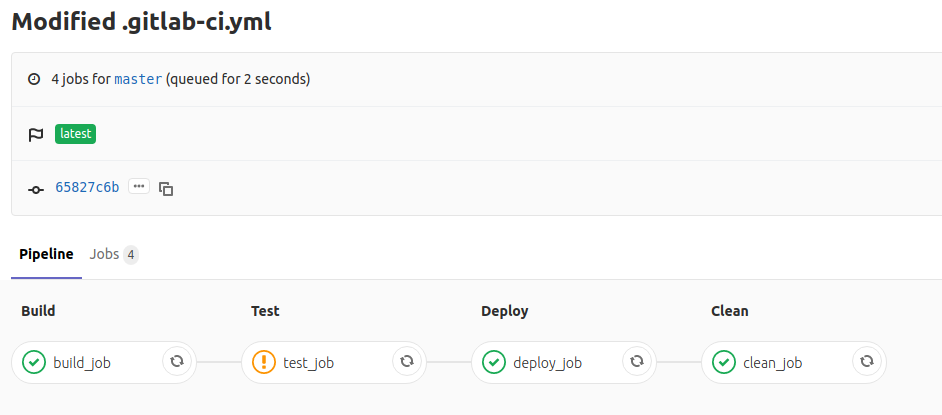 Modified .gitlab-ci.yml
4 jobs for master (queued for 2 seconds)
latest
65827c6b
Pipeline Jobs 4
Build Test Deploy Clean
build_job test_job deploy_job clean_job